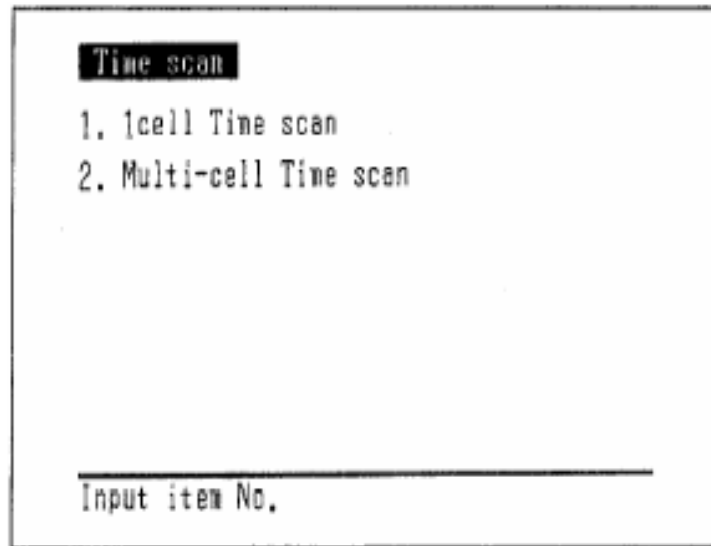 Time scan
1. 1cell Time scan
2. Multi-cell Time scan
Input item No.